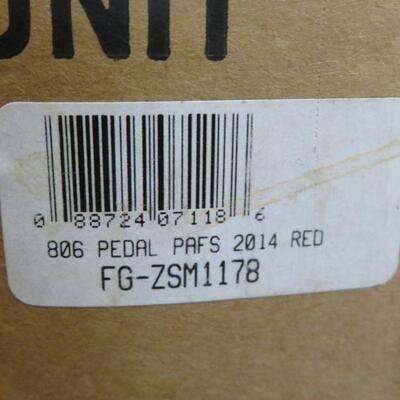 UNIT
0 88724 07118 6
806 PEDAL PAFS 2014 RED
FG-ZSM1178